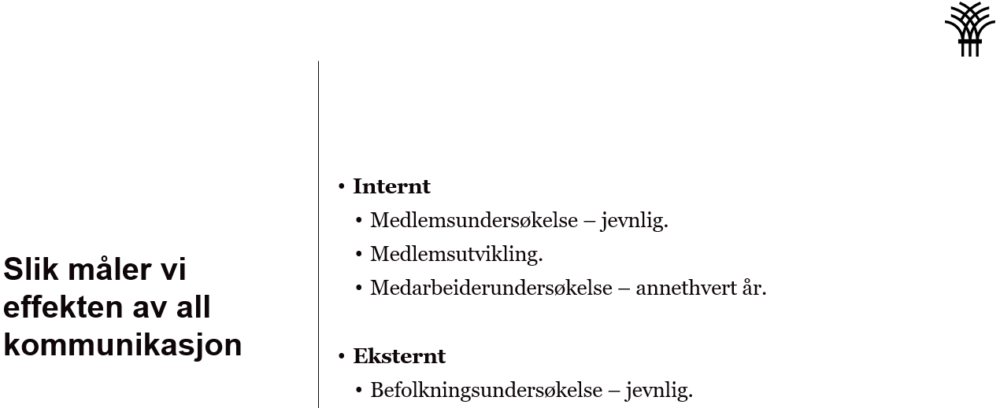 Slik måler vi
effekten av all
kommunikasjon
• Internt
• Medlemsundersøkelse – jevnlig.
• Medlemsutvikling.
• Medarbeiderundersøkelse – annethvert år.
• Eksternt
• Befolkningsundersøkelse – jevnlig.